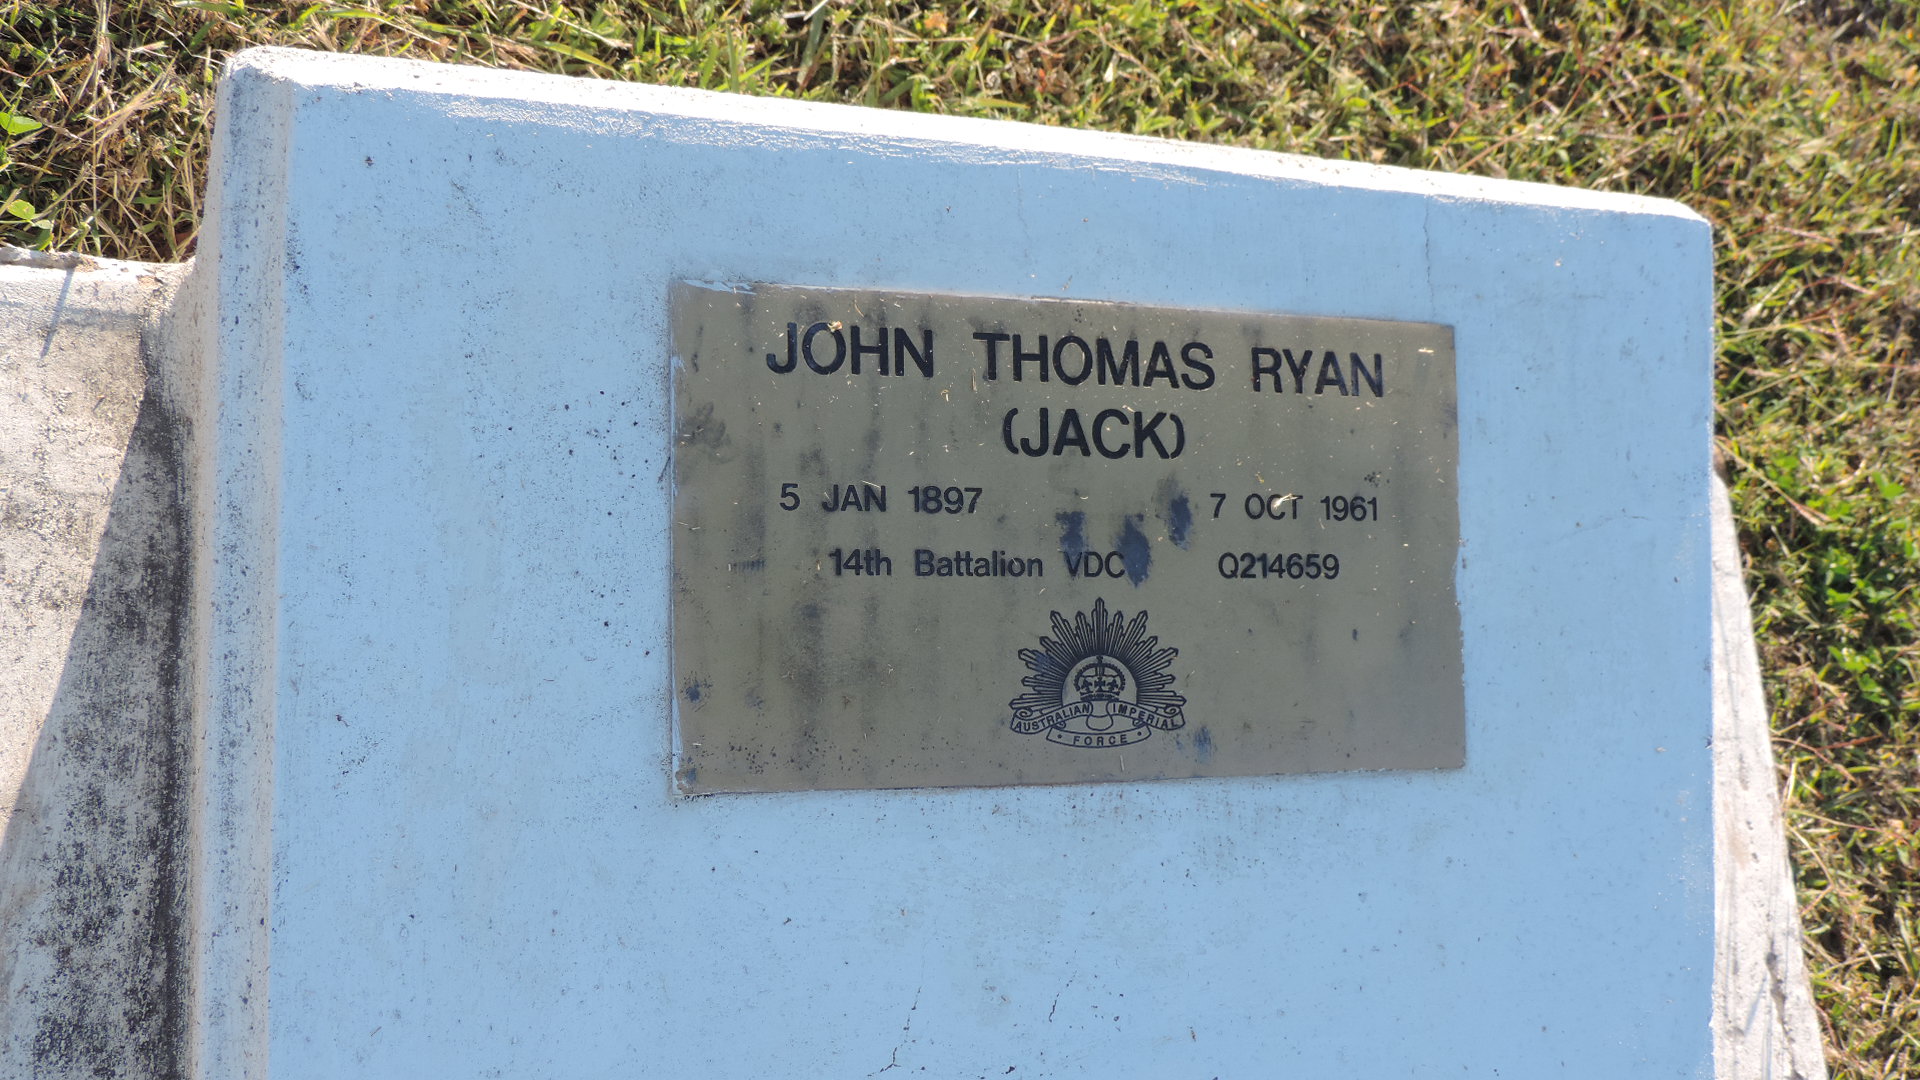 JOHN THOMAS RYAN
(JACK)
5 JAN 1897 7 OCT 1961
14th Battalion VDC Q214659
AUSTRALIAN IMPERIAL
· FORCE ·